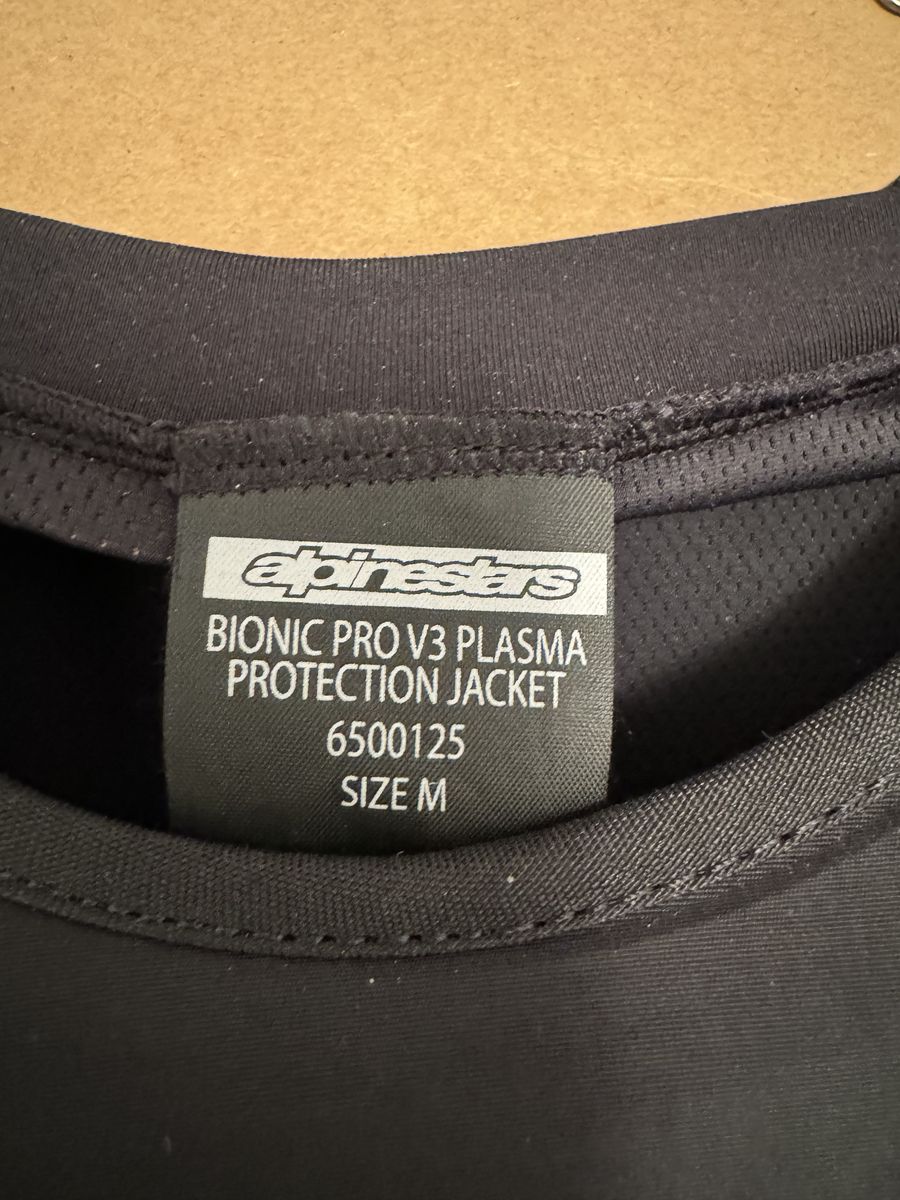 alpinestars
BIONIC PRO V3 PLASMA
PROTECTION JACKET
6500125
SIZE M